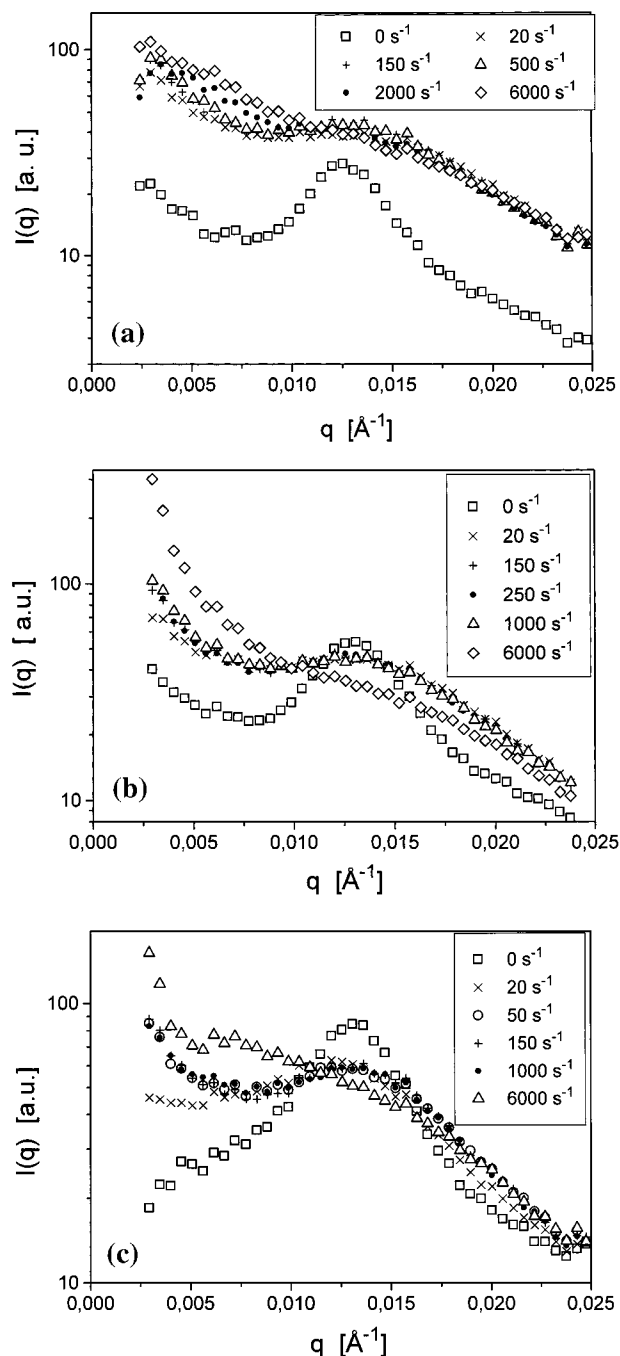 100
10
I(q) [a. u.]
0 s⁻¹
20 s⁻¹
150 s⁻¹
500 s⁻¹
2000 s⁻¹
6000 s⁻¹
(a)
0,000
0,005
0,010
0,015
0,020
0,025
q [Å⁻¹]
100
10
I(q) [ a.u.]
0 s⁻¹
20 s⁻¹
150 s⁻¹
250 s⁻¹
1000 s⁻¹
6000 s⁻¹
(b)
0,000
0,005
0,010
0,015
0,020
0,025
q [Å⁻¹]
100
10
I(q) [a.u.]
0 s⁻¹
20 s⁻¹
50 s⁻¹
150 s⁻¹
1000 s⁻¹
6000 s⁻¹
(c)
0,000
0,005
0,010
0,015
0,020
0,025
q [Å⁻¹]